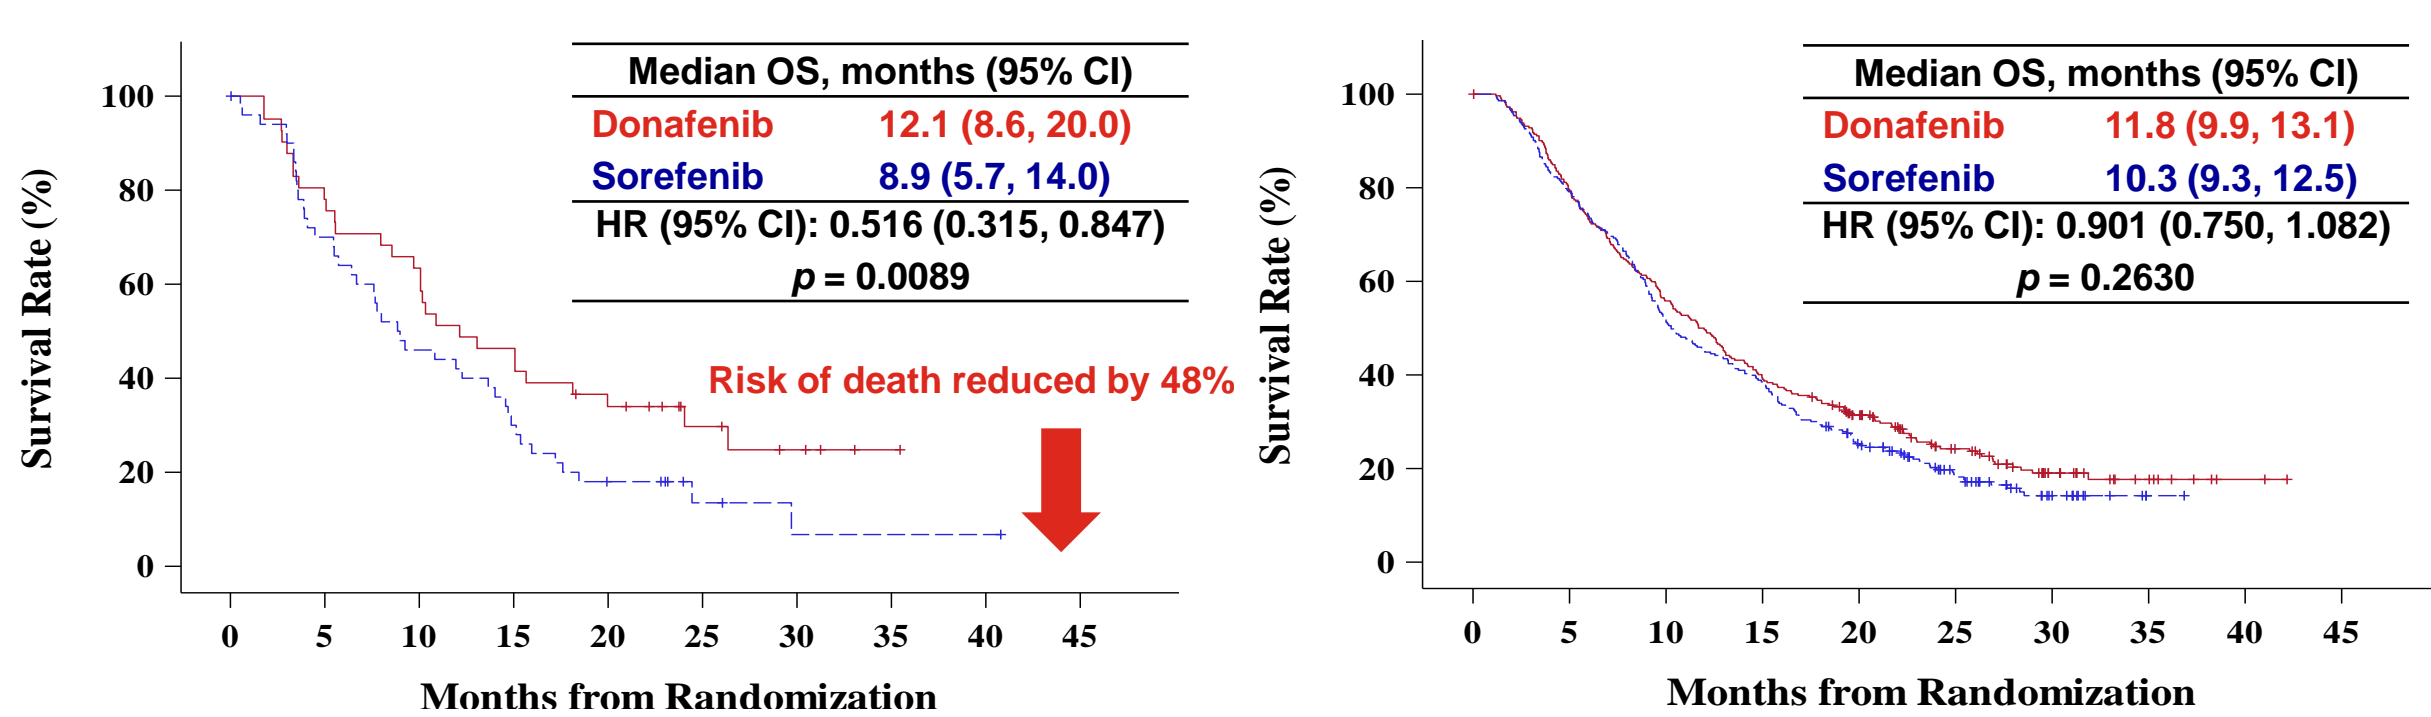 Median OS, months (95% CI)
Donafenib 12.1 (8.6, 20.0)
Sorefenib 8.9 (5.7, 14.0)
HR (95% CI): 0.516 (0.315, 0.847)
p = 0.0089
Risk of death reduced by 48%
Survival Rate (%)
100
80
60
40
20
0
0 5 10 15 20 25 30 35 40 45
Months from Randomization
Median OS, months (95% CI)
Donafenib 11.8 (9.9, 13.1)
Sorefenib 10.3 (9.3, 12.5)
HR (95% CI): 0.901 (0.750, 1.082)
p = 0.2630
Survival Rate (%)
100
80
60
40
20
0
0 5 10 15 20 25 30 35 40 45
Months from Randomization